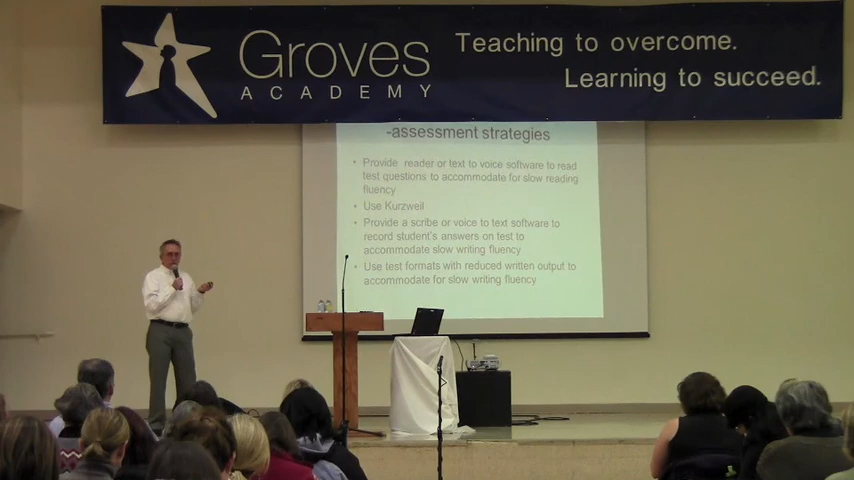 Groves
ACADEMY
Teaching to overcome.
Learning to succeed.
-assessment strategies
• Provide reader or text to voice software to read
test questions to accommodate for slow reading
fluency
• Use Kurzweil
• Provide a scribe or voice to text software to
record student's answers on test to
accommodate slow writing fluency
• Use test formats with reduced written output to
accommodate for slow writing fluency